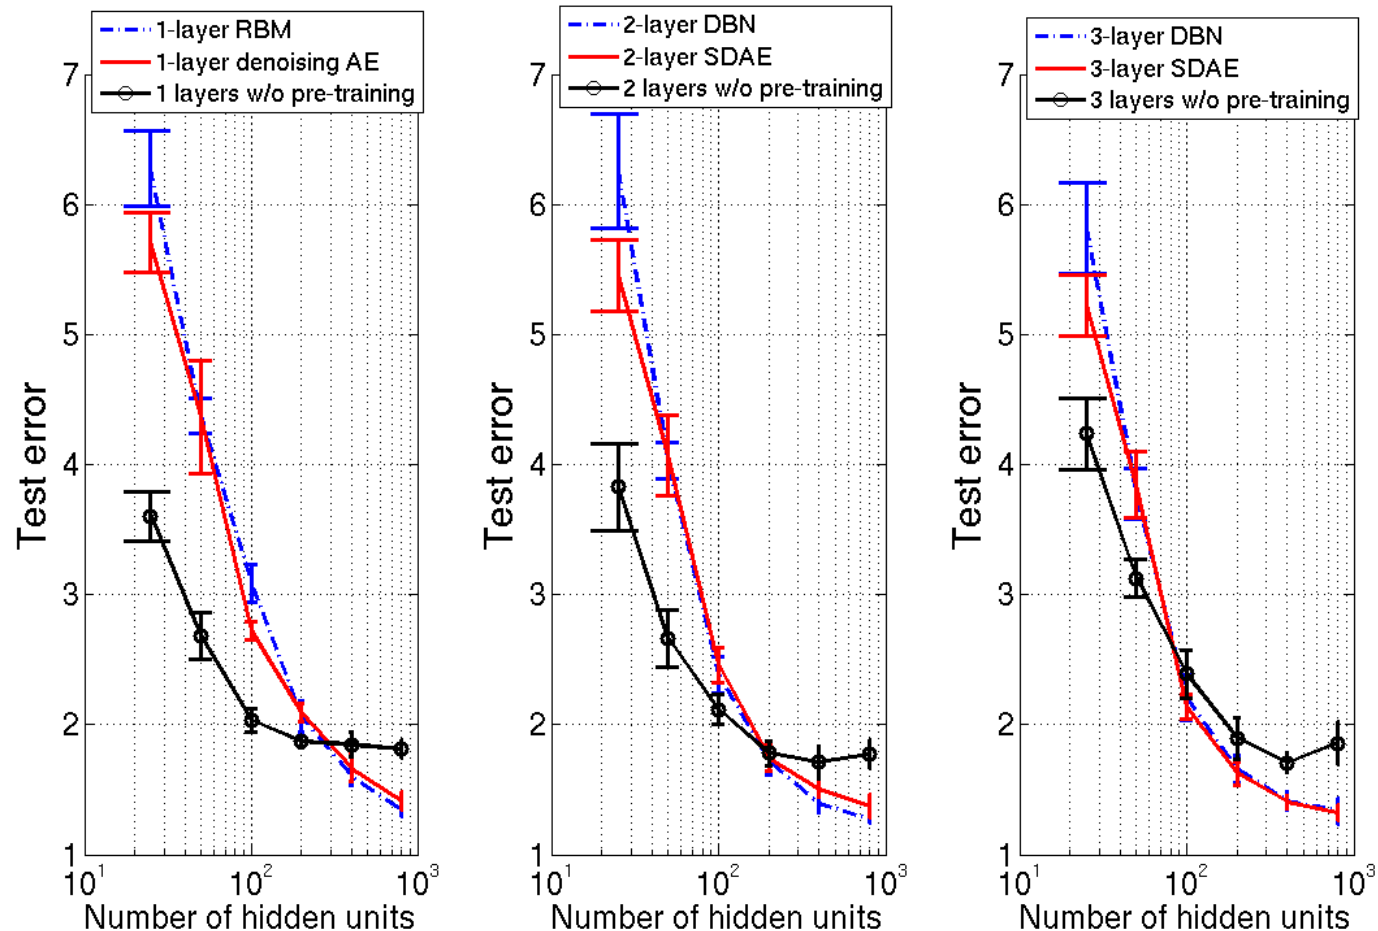 1-layer RBM
1-layer denoising AE
1 layers w/o pre-training
7
6
5
4
3
2
1
Test error
10^1
10^2
10^3
Number of hidden units
2-layer DBN
2-layer SDAE
2 layers w/o pre-training
7
6
5
4
3
2
1
Test error
10^1
10^2
10^3
Number of hidden units
3-layer DBN
3-layer SDAE
3 layers w/o pre-training
7
6
5
4
3
2
1
Test error
10^1
10^2
10^3
Number of hidden units